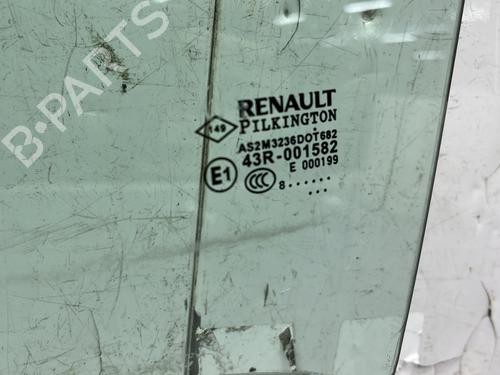 B-PARTS
RENAULT
149 PILKINGTON
AS2M3236DOT682
43R-001582
E1 CCC E 000199
8......
...